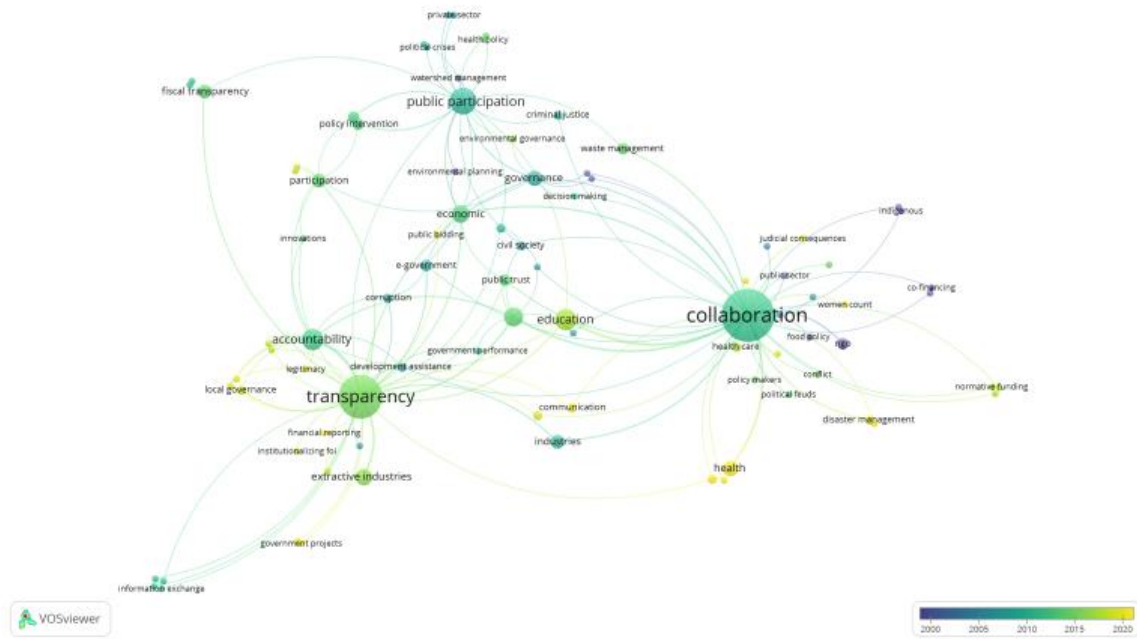 private sector
health policy
political crises
watershed management
fiscal transparency
public participation
criminal justice
policy intervention
environmental governance
waste management
environmental planning
governance
participation
decision making
indigenous
economic
public bidding
innovations
civil society
judicial consequences
e-government
public sector
public trust
co-financing
corruption
women count
collaboration
education
accountability
food policy
ngo
health care
government performance
legitimacy
development assistance
conflict
policy makers
local governance
normative funding
political feuds
transparency
communication
disaster management
financial reporting
industries
institutionalizing foi
health
extractive industries
government projects
information exchange
VOSviewer
2000 2005 2010 2015 2020